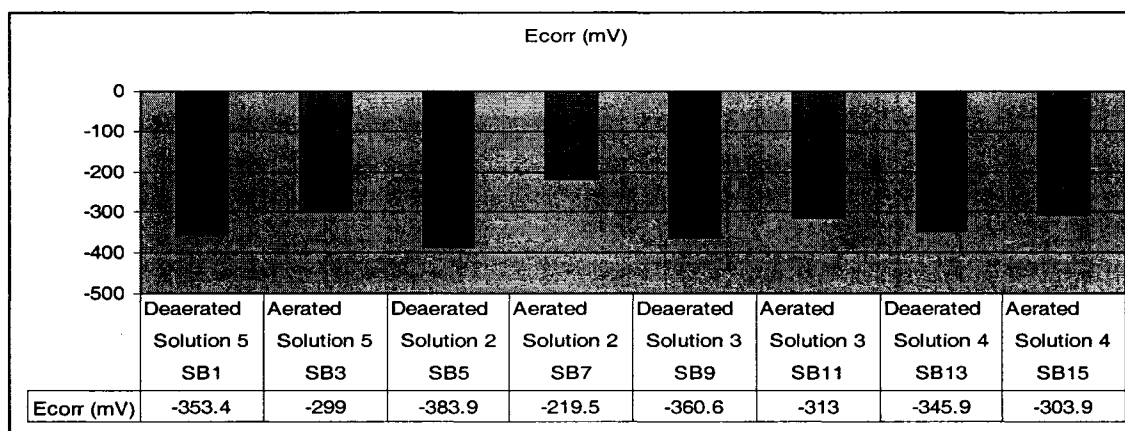 Ecorr (mV)
0
-100
-200
-300
-400
-500
Deaerated Aerated Deaerated Aerated Deaerated Aerated Deaerated Aerated
Solution 5 Solution 5 Solution 2 Solution 2 Solution 3 Solution 3 Solution 4 Solution 4
SB1 SB3 SB5 SB7 SB9 SB11 SB13 SB15
Ecorr (mV) -353.4 -299 -383.9 -219.5 -360.6 -313 -345.9 -303.9